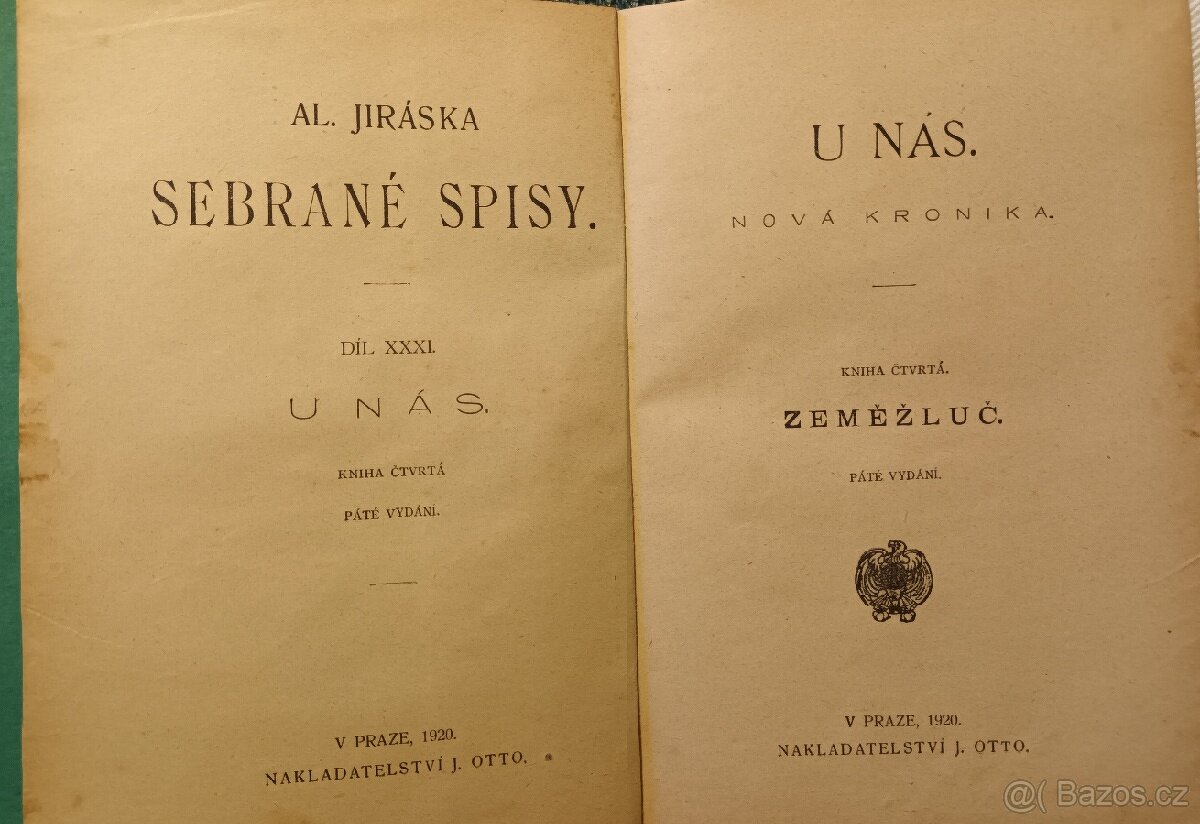 AL. JIRÁSKA
SEBRANÉ SPISY.
DÍL XXXI.
U NÁS.
KNIHA ČTVRTÁ
PÁTÉ VYDÁNÍ.
V PRAZE, 1920.
NAKLADATELSTVÍ J. OTTO.
U NÁS.
NOVÁ KRONIKA.
KNIHA ČTVRTÁ.
ZEMĚŽLUČ.
PÁTÉ VYDÁNÍ.
V PRAZE, 1920.
NAKLADATELSTVÍ J. OTTO.
@( Bazos.cz